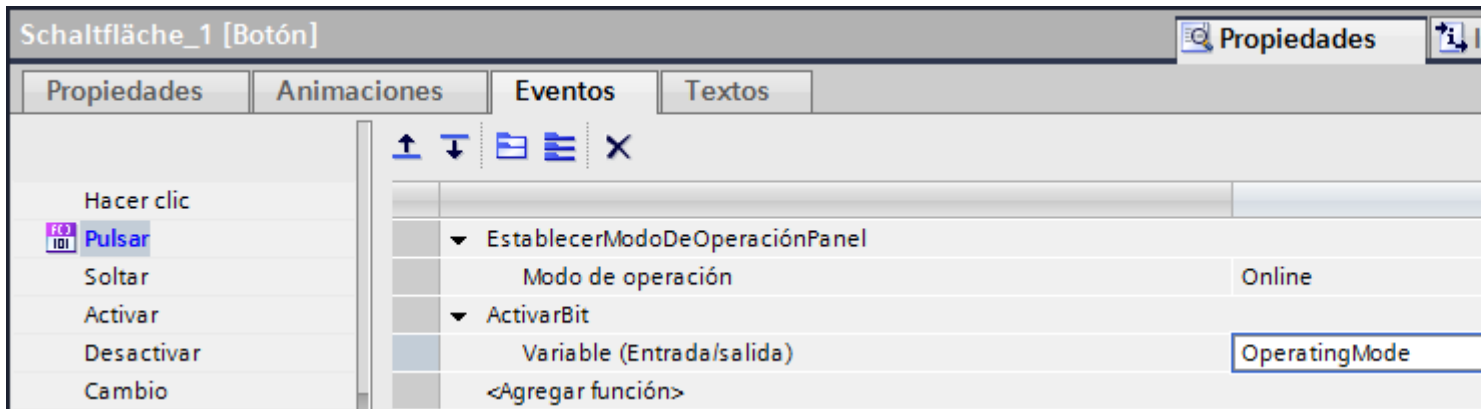 Schaltfläche_1 [Botón]
Propiedades
Propiedades Animaciones Eventos Textos
Hacer clic
Pulsar
Soltar
Activar
Desactivar
Cambio
EstablecerModoDeOperaciónPanel
Modo de operación Online
ActivarBit
Variable (Entrada/salida) OperatingMode
<Agregar función>